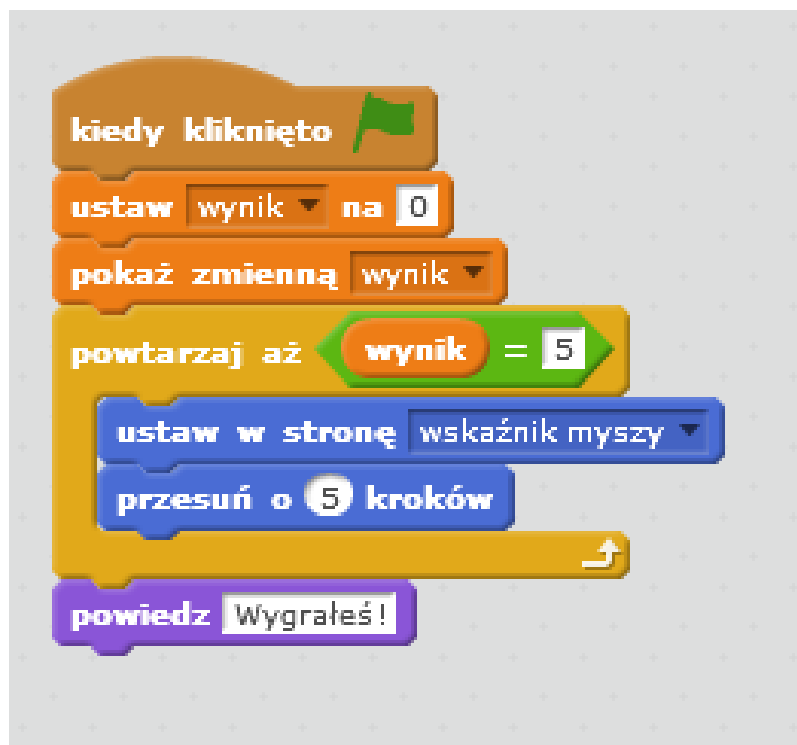 kiedy kliknięto
ustaw wynik na 0
pokaż zmienną wynik
powtarzaj aż wynik = 5
ustaw w stronę wskaźnik myszy
przesuń o 5 kroków
powiedz Wygrałeś!